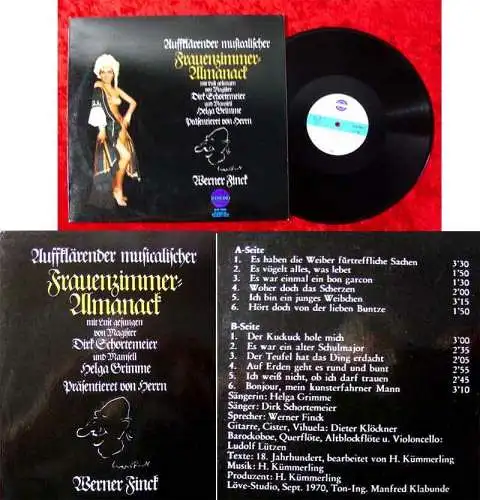 Auffklärender musicalischer
Frauenzimmer-
Almanack
mit Lust gesungen
von Magister
Dirk Schortemeier
und Mamsell
Helga Grimme
Präsentieret von Herrn
Werner Finck
Auffklärender musicalischer
Frauenzimmer-
Almanack
mit Lust gesungen
von Magister
Dirk Schortemeier
und Mamsell
Helga Grimme
Präsentieret von Herrn
Werner Finck
A-Seite
1. Es haben die Weiber fürtreffliche Sachen 3'30
2. Es vögelt alles, was lebet 1'50
3. Es war einmal ein bon garcon 1'30
4. Woher doch das Scherzen 2'00
5. Ich bin ein junges Weibchen 3'15
6. Hört doch von der lieben Buntze 1'50
B-Seite
1. Der Kuckuck hole mich 3'00
2. Es war ein alter Schulmajor 2'35
3. Der Teufel hat das Ding erdacht 2'05
4. Auf Erden geht es rund und bunt 2'55
5. Ich weiß nicht, ob ich darf trauen 2'45
6. Bonjour, mein kunsterfahrner Mann 3'10
Sängerin: Helga Grimme
Sänger: Dirk Schortemeier
Sprecher: Werner Finck
Gitarre, Cister, Vihuela: Dieter Klöckner
Barockoboe, Querflöte, Altblockflöte u. Violoncello:
Ludolf Lützen
Texte: 18. Jahrhundert, bearbeitet von H. Kümmerling
Musik: H. Kümmerling
Produzent: H. Kümmerling
Löve-Studio, Sept. 1970, Ton-Ing. Manfred Klabunde